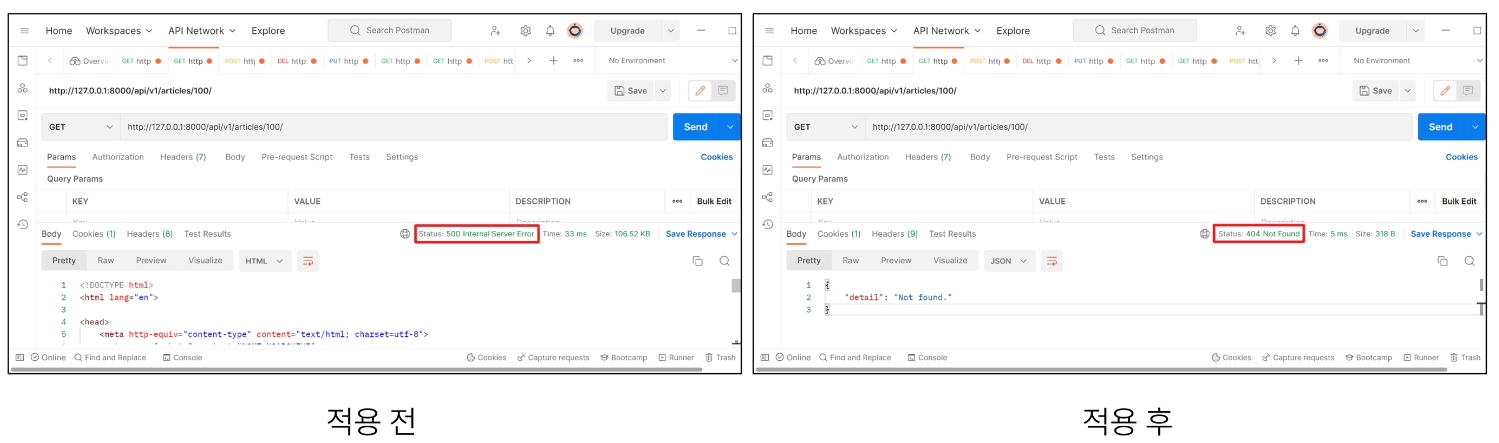 Home Workspaces API Network Explore Search Postman Upgrade
Overvie GET http GET http POST http DEL http: PUT http GET http GET http POST htt No Environment
http://127.0.0.1:8000/api/v1/articles/100/ Save
GET http://127.0.0.1:8000/api/v1/articles/100/ Send
Params Authorization Headers (7) Body Pre-request Script Tests Settings Cookies
Query Params
KEY VALUE DESCRIPTION Bulk Edit
Key Value Description
Body Cookies (1) Headers (8) Test Results Status: 500 Internal Server Error Time: 33 ms Size: 106.52 KB Save Response
Pretty Raw Preview Visualize HTML
1 <!DOCTYPE html>
2 <html lang="en">
3
4 <head>
5 <meta http-equiv="content-type" content="text/html; charset=utf-8">
Online Find and Replace Console Cookies Capture requests Bootcamp Runner Trash
적용 전
Home Workspaces API Network Explore Search Postman Upgrade
Overvie GET http GET http POST http DEL http: PUT http GET http GET http POST htt No Environment
http://127.0.0.1:8000/api/v1/articles/100/ Save
GET http://127.0.0.1:8000/api/v1/articles/100/ Send
Params Authorization Headers (7) Body Pre-request Script Tests Settings Cookies
Query Params
KEY VALUE DESCRIPTION Bulk Edit
Key Value Description
Body Cookies (1) Headers (9) Test Results Status: 404 Not Found Time: 5 ms Size: 318 B Save Response
Pretty Raw Preview Visualize JSON
1 {
2 "detail": "Not found."
3 }
Online Find and Replace Console Cookies Capture requests Bootcamp Runner Trash
적용 후